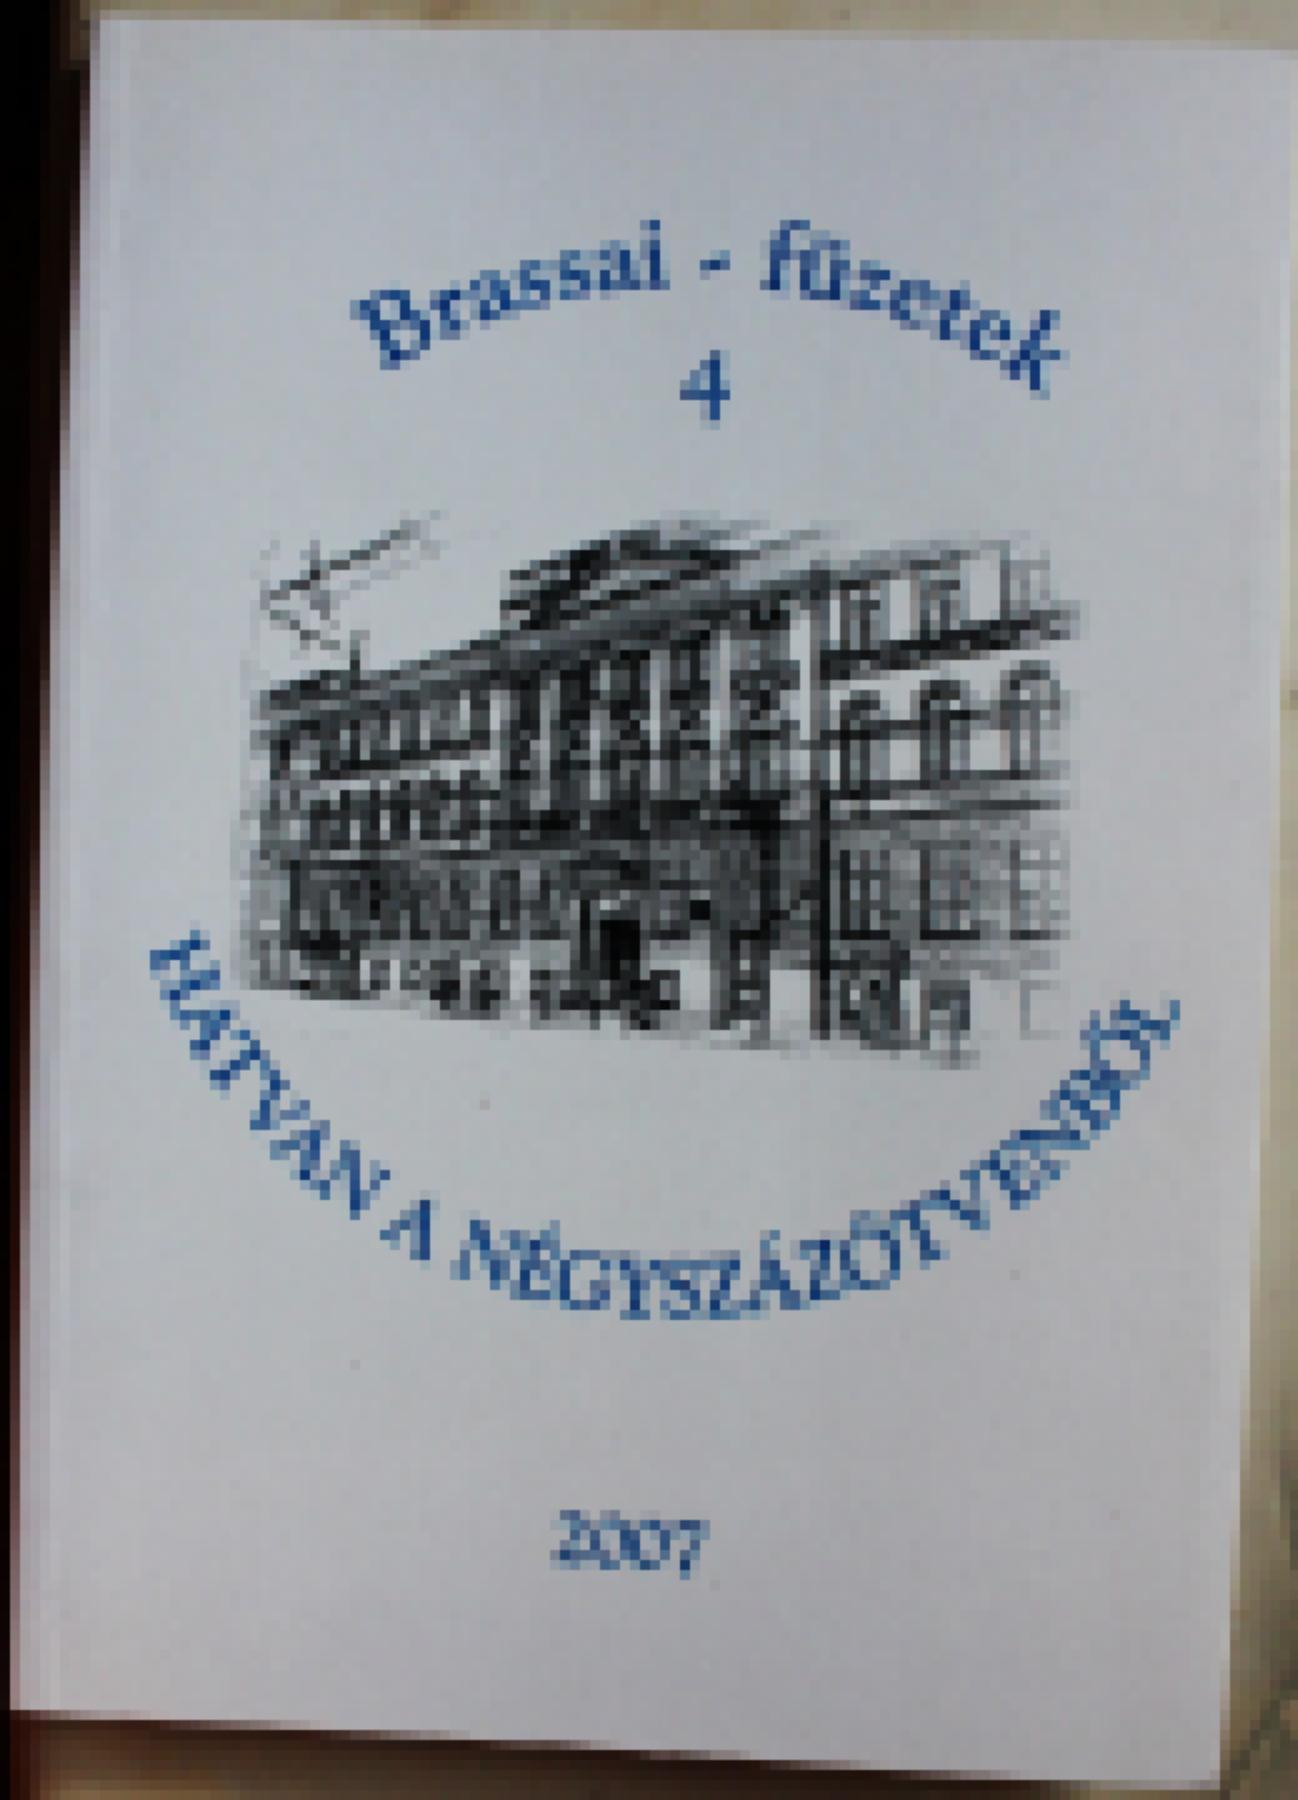 Brassai - füzetek
4
HATVAN A NÉGYSZÁZÖTVENBŐL
2007